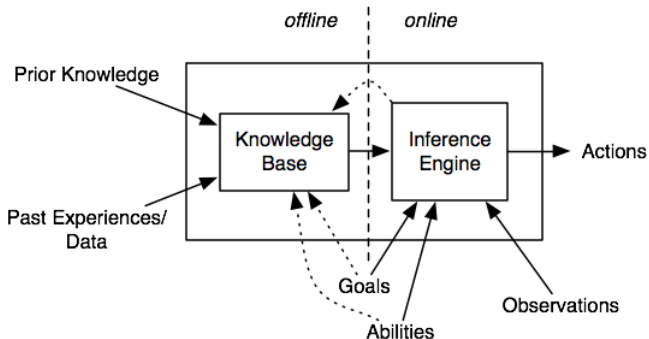 offline
online
Prior Knowledge
Knowledge
Base
Inference
Engine
Actions
Past Experiences/
Data
Goals
Abilities
Observations